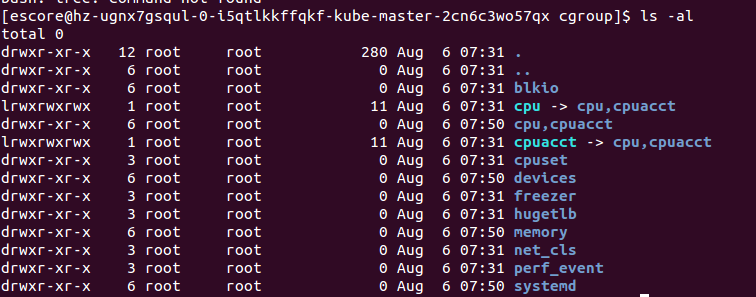 [escore@hz-ugnx7gsqul-0-i5qtlkkffqkf-kube-master-2cn6c3wo57qx cgroup]$ ls -al
total 0
drwxr-xr-x   12 root     root          280 Aug  6 07:31 .
drwxr-xr-x    6 root     root            0 Aug  6 07:31 ..
drwxr-xr-x    6 root     root            0 Aug  6 07:31 blkio
lrwxrwxrwx    1 root     root           11 Aug  6 07:31 cpu -> cpu,cpuacct
drwxr-xr-x    6 root     root            0 Aug  6 07:50 cpu,cpuacct
lrwxrwxrwx    1 root     root           11 Aug  6 07:31 cpuacct -> cpu,cpuacct
drwxr-xr-x    3 root     root            0 Aug  6 07:31 cpuset
drwxr-xr-x    6 root     root            0 Aug  6 07:50 devices
drwxr-xr-x    3 root     root            0 Aug  6 07:31 freezer
drwxr-xr-x    3 root     root            0 Aug  6 07:31 hugetlb
drwxr-xr-x    6 root     root            0 Aug  6 07:50 memory
drwxr-xr-x    3 root     root            0 Aug  6 07:31 net_cls
drwxr-xr-x    3 root     root            0 Aug  6 07:31 perf_event
drwxr-xr-x    6 root     root            0 Aug  6 07:50 systemd